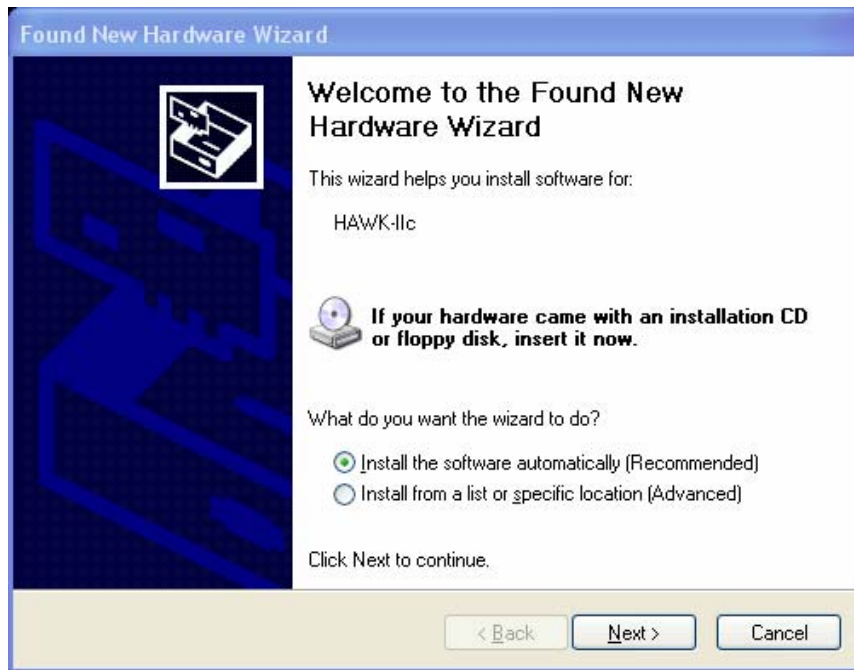 Found New Hardware Wizard
Welcome to the Found New
Hardware Wizard
This wizard helps you install software for:
HAWK-IIc
If your hardware came with an installation CD
or floppy disk, insert it now.
What do you want the wizard to do?
Install the software automatically (Recommended)
Install from a list or specific location (Advanced)
Click Next to continue.
< Back Next > Cancel